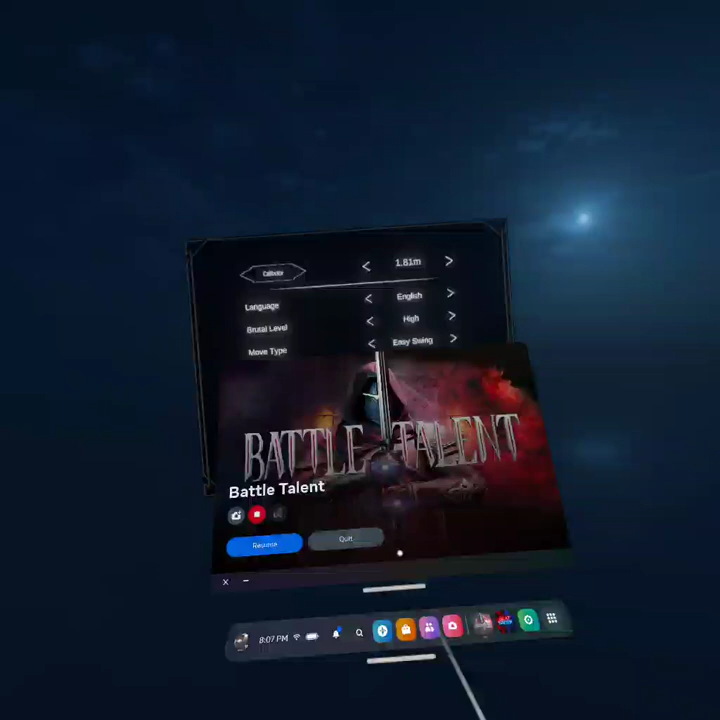 Calibrate
1.81m
Language
English
Brutal Level
High
Move Type
Easy Swing
BATTLE TALENT
Battle Talent
Resume
Quit
8:07 PM